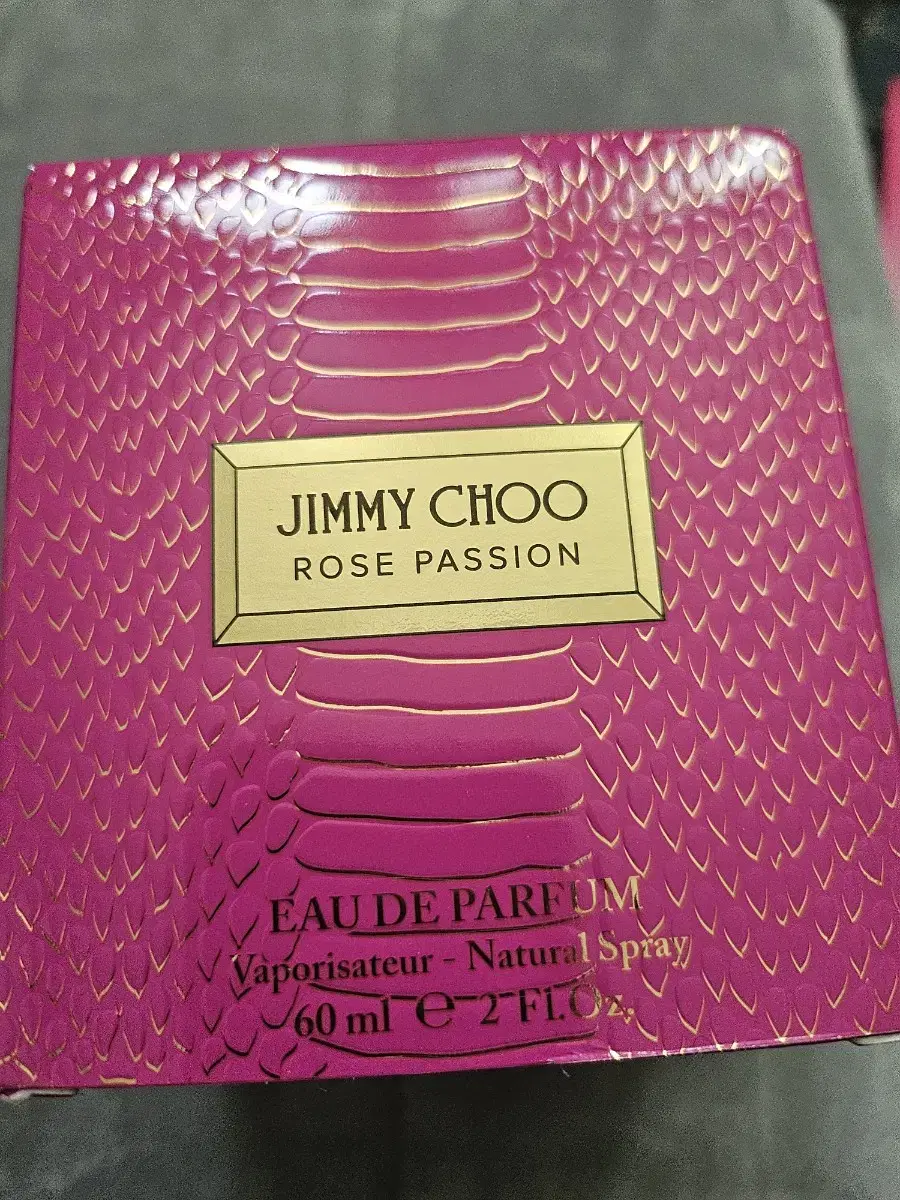 JIMMY CHOO
ROSE PASSION
EAU DE PARFUM
Vaporisateur - Natural Spray
60 ml ℮ 2 Fl.Oz.